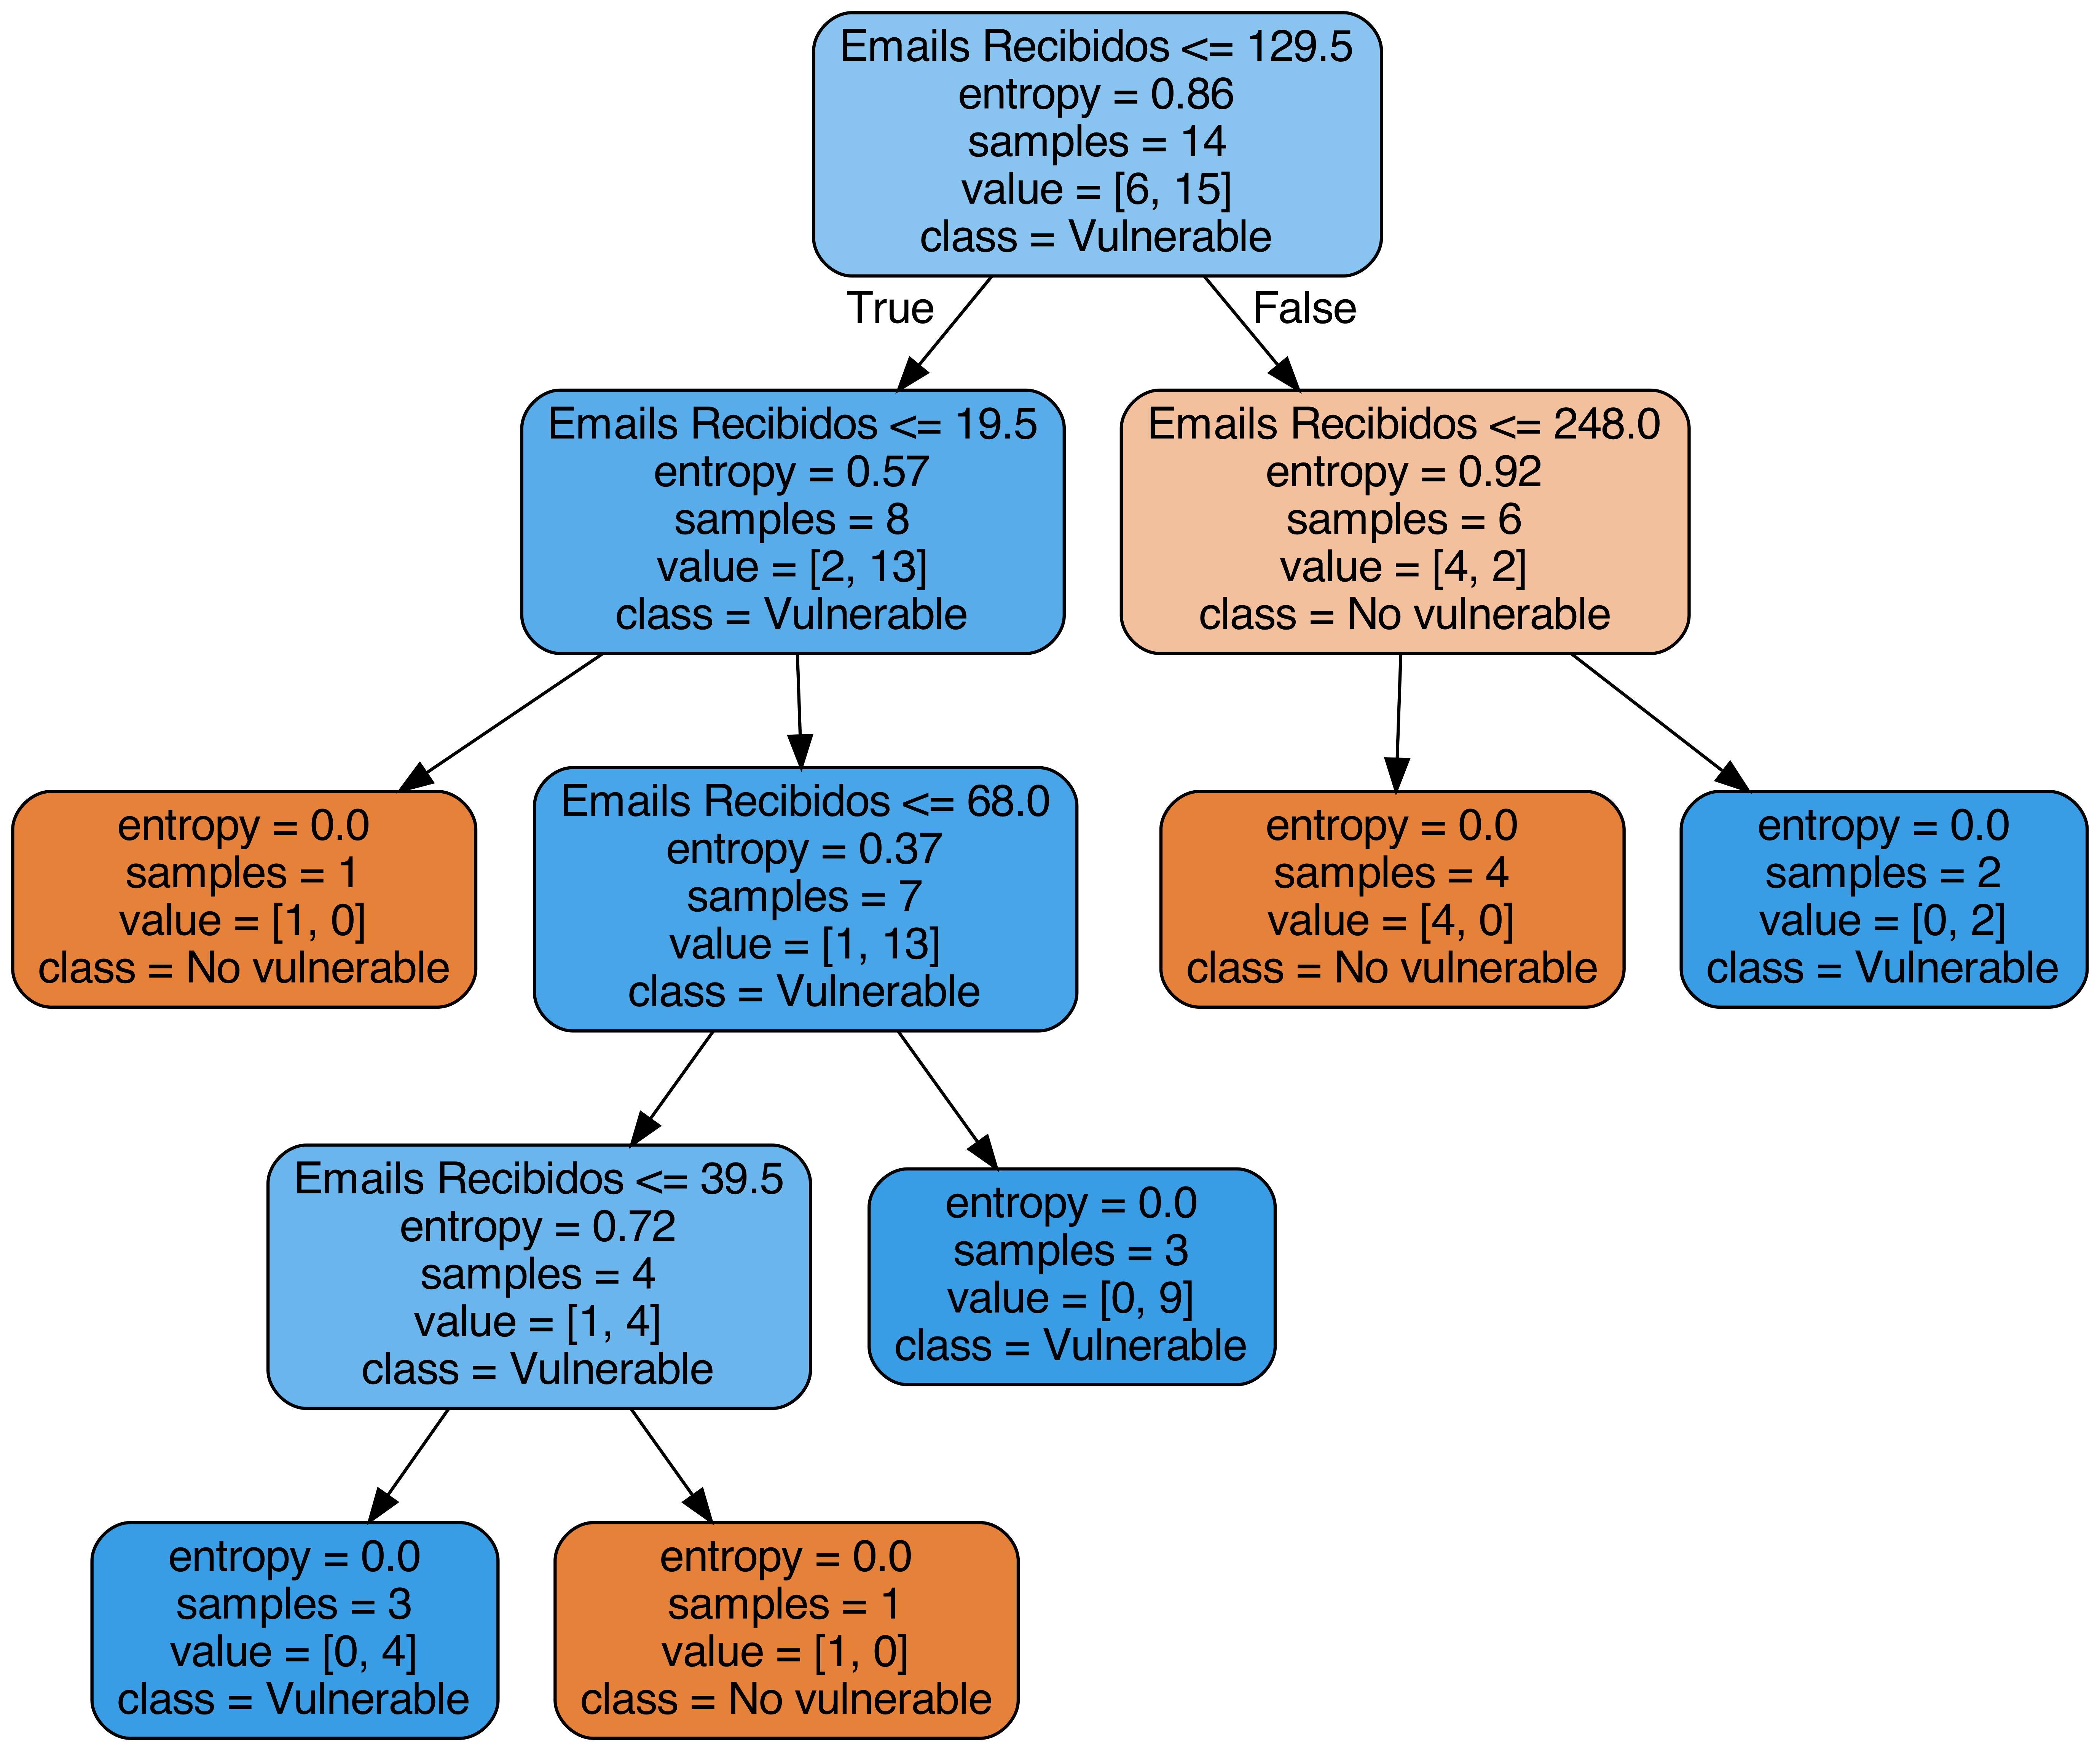 Emails Recibidos <= 129.5
entropy = 0.86
samples = 14
value = [6, 15]
class = Vulnerable
True
False
Emails Recibidos <= 19.5
entropy = 0.57
samples = 8
value = [2, 13]
class = Vulnerable
Emails Recibidos <= 248.0
entropy = 0.92
samples = 6
value = [4, 2]
class = No vulnerable
entropy = 0.0
samples = 1
value = [1, 0]
class = No vulnerable
Emails Recibidos <= 68.0
entropy = 0.37
samples = 7
value = [1, 13]
class = Vulnerable
entropy = 0.0
samples = 4
value = [4, 0]
class = No vulnerable
entropy = 0.0
samples = 2
value = [0, 2]
class = Vulnerable
Emails Recibidos <= 39.5
entropy = 0.72
samples = 4
value = [1, 4]
class = Vulnerable
entropy = 0.0
samples = 3
value = [0, 9]
class = Vulnerable
entropy = 0.0
samples = 3
value = [0, 4]
class = Vulnerable
entropy = 0.0
samples = 1
value = [1, 0]
class = No vulnerable